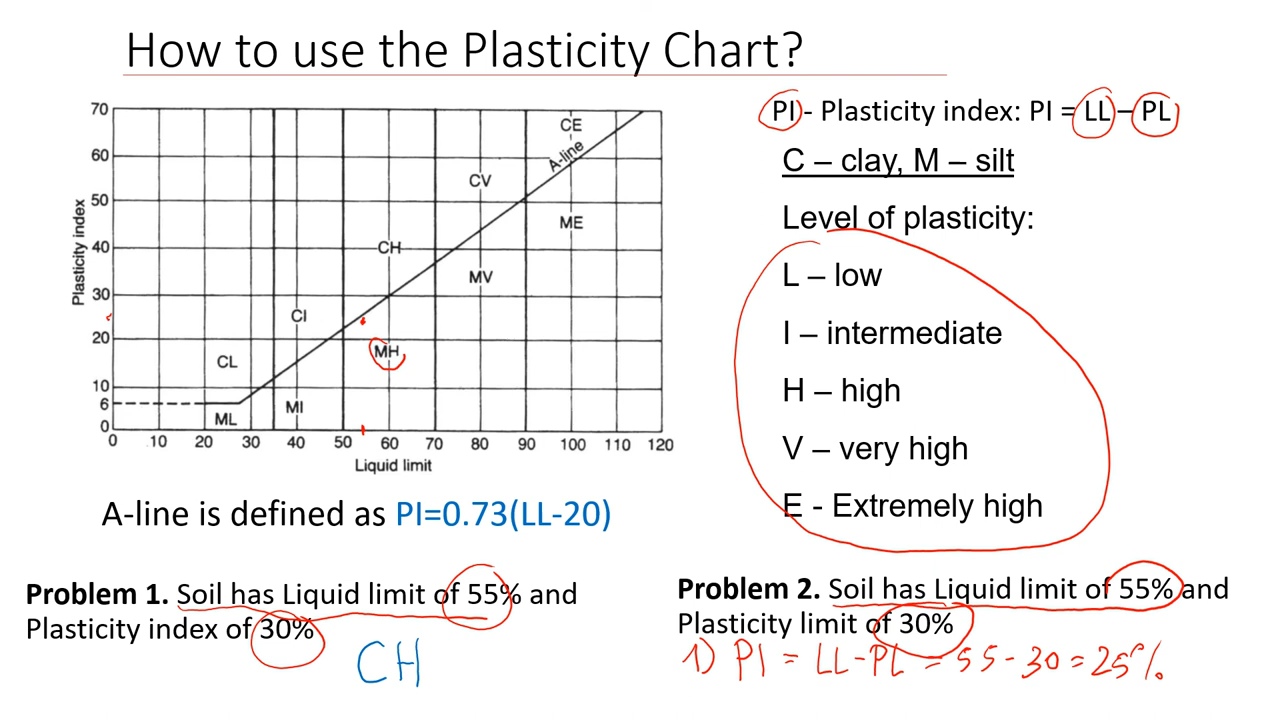 How to use the Plasticity Chart?
PI - Plasticity index: PI = LL – PL
C – clay, M – silt
Level of plasticity:
L – low
I – intermediate
H – high
V – very high
E - Extremely high
Plasticity index
70
60
50
40
30
20
10
6
0
CE
A-line
CV
ME
CH
MV
CI
MH
CL
MI
ML
0 10 20 30 40 50 60 70 80 90 100 110 120
Liquid limit
A-line is defined as PI=0.73(LL-20)
Problem 1. Soil has Liquid limit of 55% and
Plasticity index of 30%
CH
Problem 2. Soil has Liquid limit of 55% and
Plasticity limit of 30%
1) PI = LL-PL = 55-30=25%.